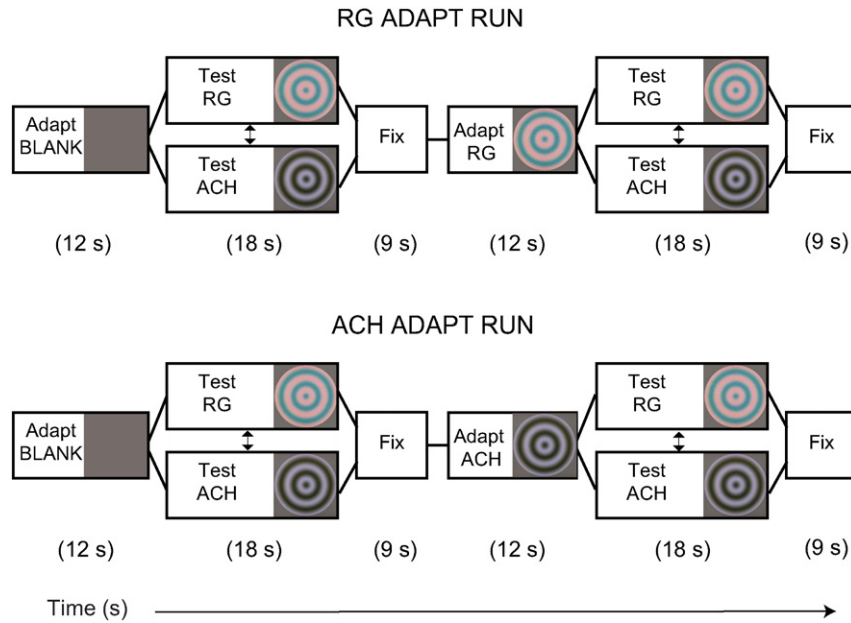 RG ADAPT RUN
Test
RG
Test
RG
Adapt
BLANK
Fix
Adapt
RG
Fix
Test
ACH
Test
ACH
(12 s) (18 s) (9 s) (12 s) (18 s) (9 s)
ACH ADAPT RUN
Test
RG
Test
RG
Adapt
BLANK
Fix
Adapt
ACH
Fix
Test
ACH
Test
ACH
(12 s) (18 s) (9 s) (12 s) (18 s) (9 s)
Time (s)